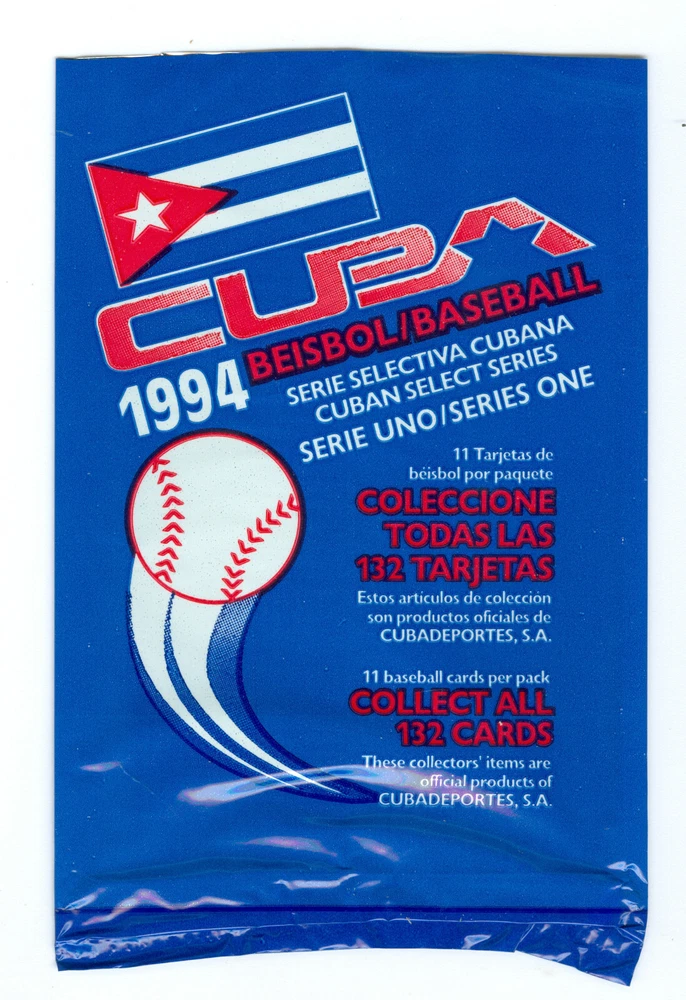 CUBA
BEISBOL/BASEBALL
1994
SERIE SELECTIVA CUBANA
CUBAN SELECT SERIES
SERIE UNO/SERIES ONE
11 Tarjetas de
béisbol por paquete
COLECCIONE
TODAS LAS
132 TARJETAS
Estos artículos de colección
son productos oficiales de
CUBADEPORTES, S.A.
11 baseball cards per pack
COLLECT ALL
132 CARDS
These collectors' items are
official products of
CUBADEPORTES, S.A.